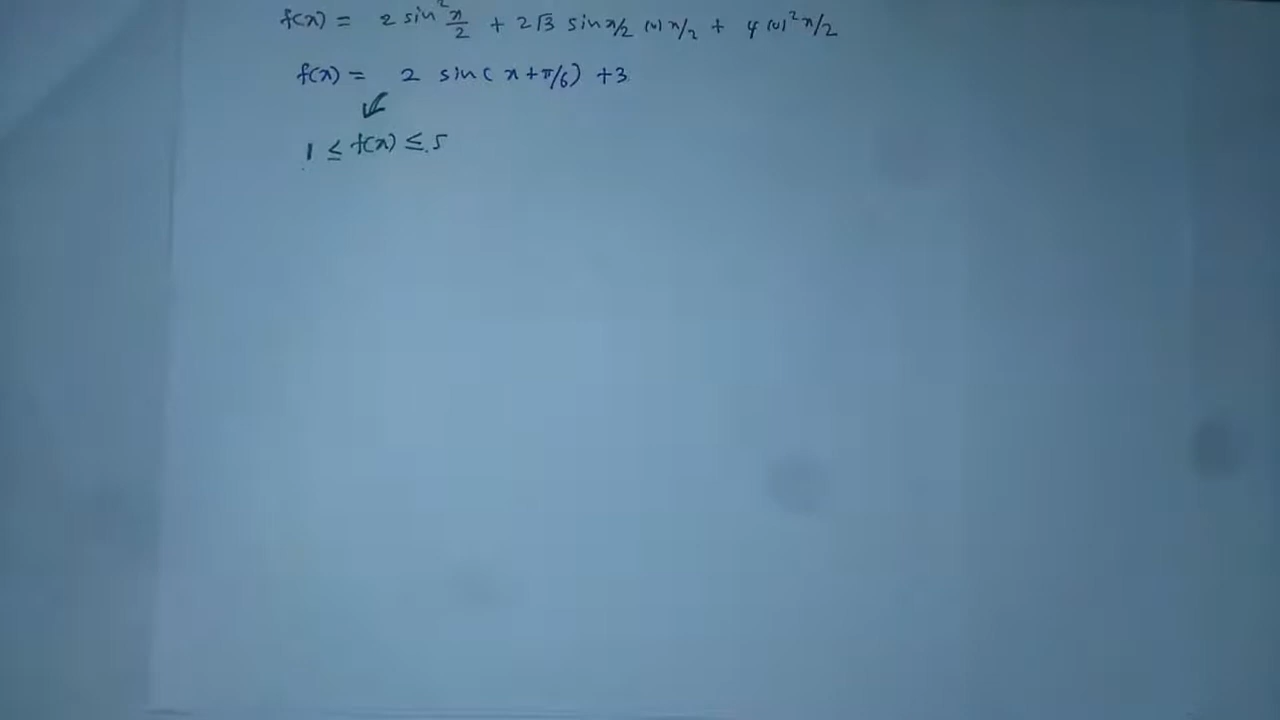 f(x) = 2 sin² x/2 + 2√3 sin x/2 cos x/2 + 4 cos² x/2
f(x) = 2 sin( x + π/6) + 3
1 ≤ f(x) ≤ 5